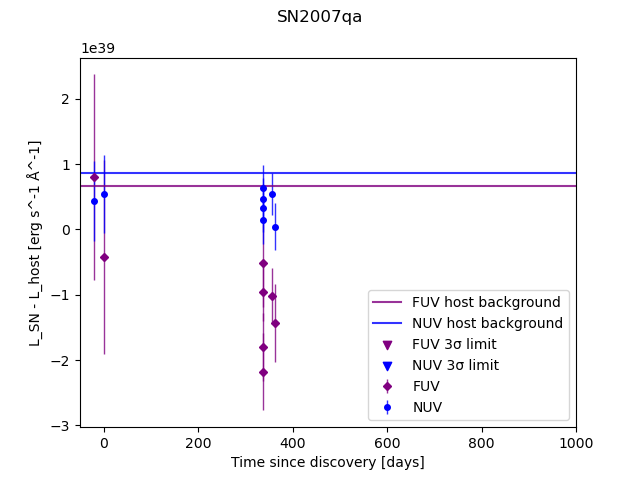 SN2007qa
1e39
L_SN - L_host [erg s^-1 Å^-1]
2
1
0
−1
−2
−3
FUV host background
NUV host background
FUV 3σ limit
NUV 3σ limit
FUV
NUV
0 200 400 600 800 1000
Time since discovery [days]